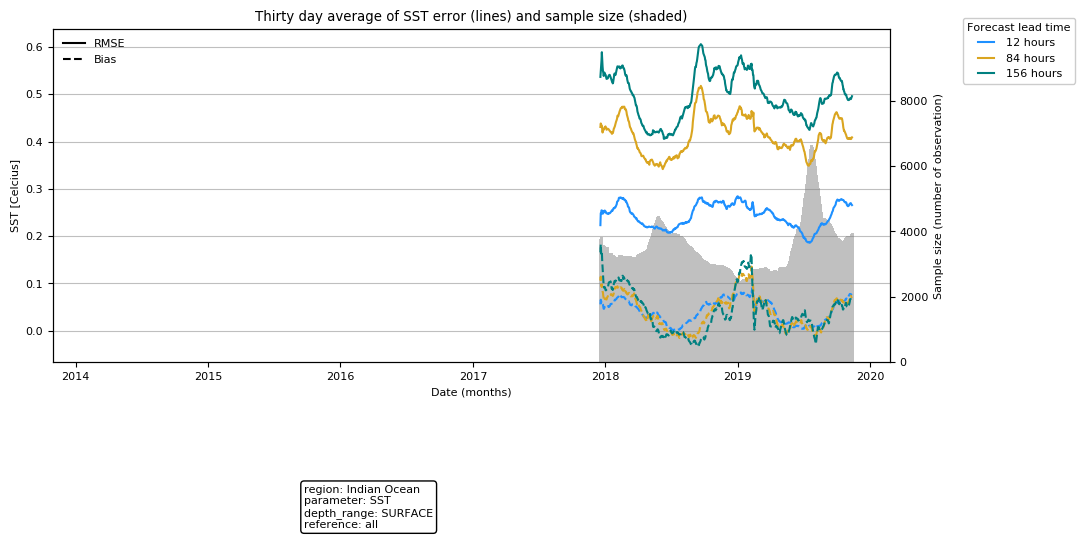 Thirty day average of SST error (lines) and sample size (shaded)
RMSE
Bias
Forecast lead time
12 hours
84 hours
156 hours
SST [Celcius]
0.6
0.5
0.4
0.3
0.2
0.1
0.0
8000
6000
4000
2000
0
Sample size (number of observation)
2014
2015
2016
2017
2018
2019
2020
Date (months)
region: Indian Ocean
parameter: SST
depth_range: SURFACE
reference: all